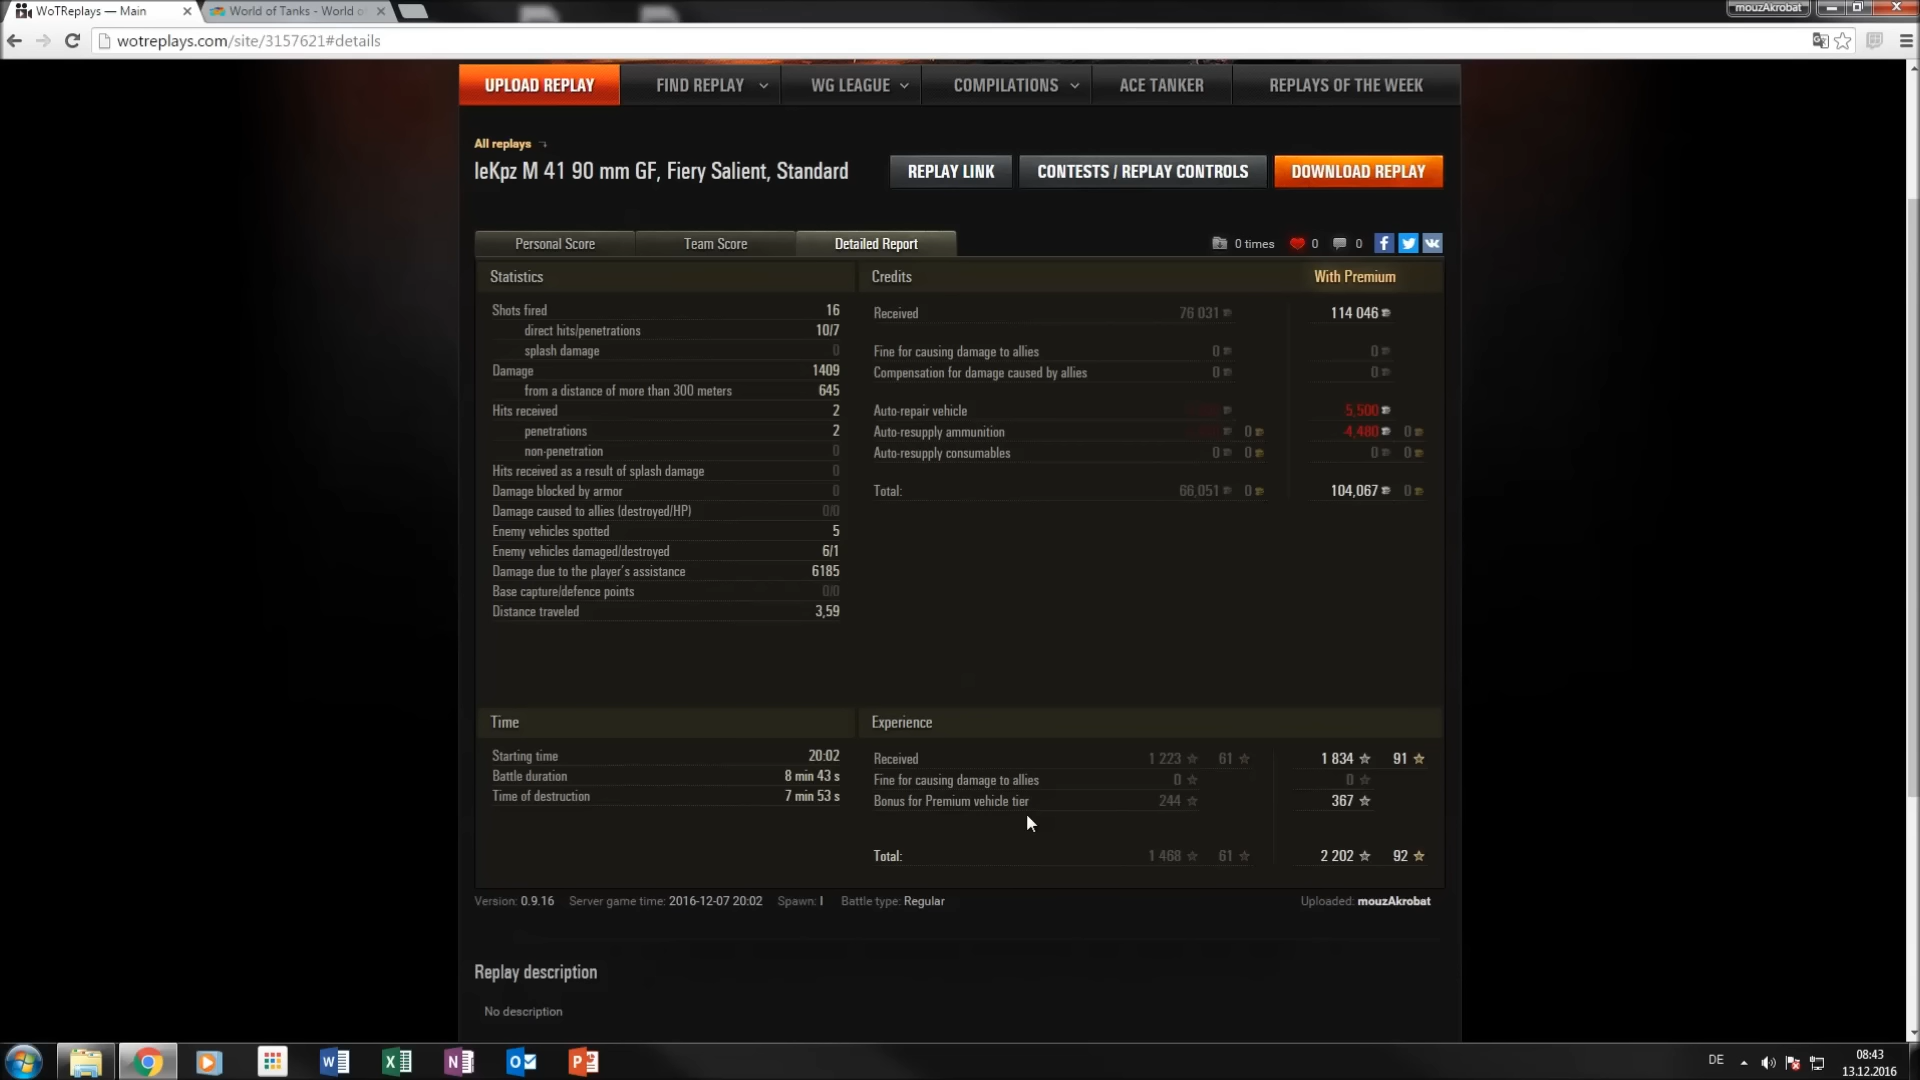 WoTReplays — Main
World of Tanks - World of
mouzAkrobat
wotreplays.com/site/3157621#details
UPLOAD REPLAY
FIND REPLAY
WG LEAGUE
COMPILATIONS
ACE TANKER
REPLAYS OF THE WEEK
All replays
leKpz M 41 90 mm GF, Fiery Salient, Standard
REPLAY LINK
CONTESTS / REPLAY CONTROLS
DOWNLOAD REPLAY
Personal Score
Team Score
Detailed Report
0 times
0
0
Statistics
Shots fired 16
direct hits/penetrations 10/7
splash damage 0
Damage 1409
from a distance of more than 300 meters 645
Hits received 2
penetrations 2
non-penetration 0
Hits received as a result of splash damage 0
Damage blocked by armor 0
Damage caused to allies (destroyed/HP) 0/0
Enemy vehicles spotted 5
Enemy vehicles damaged/destroyed 6/1
Damage due to the player's assistance 6185
Base capture/defence points 0/0
Distance traveled 3,59
Credits With Premium
Received 76 031 114 046
Fine for causing damage to allies 0 0
Compensation for damage caused by allies 0 0
Auto-repair vehicle 5,500
Auto-resupply ammunition 0 -4,480 0
Auto-resupply consumables 0 0 0 0
Total: 66,051 0 104,067 0
Time
Starting time 20:02
Battle duration 8 min 43 s
Time of destruction 7 min 53 s
Experience
Received 1 223 61 1 834 91
Fine for causing damage to allies 0 0
Bonus for Premium vehicle tier 244 367
Total: 1 468 61 2 202 92
Version: 0.9.16 Server game time: 2016-12-07 20:02 Spawn: I Battle type: Regular
Uploaded: mouzAkrobat
Replay description
No description
DE
08:43
13.12.2016